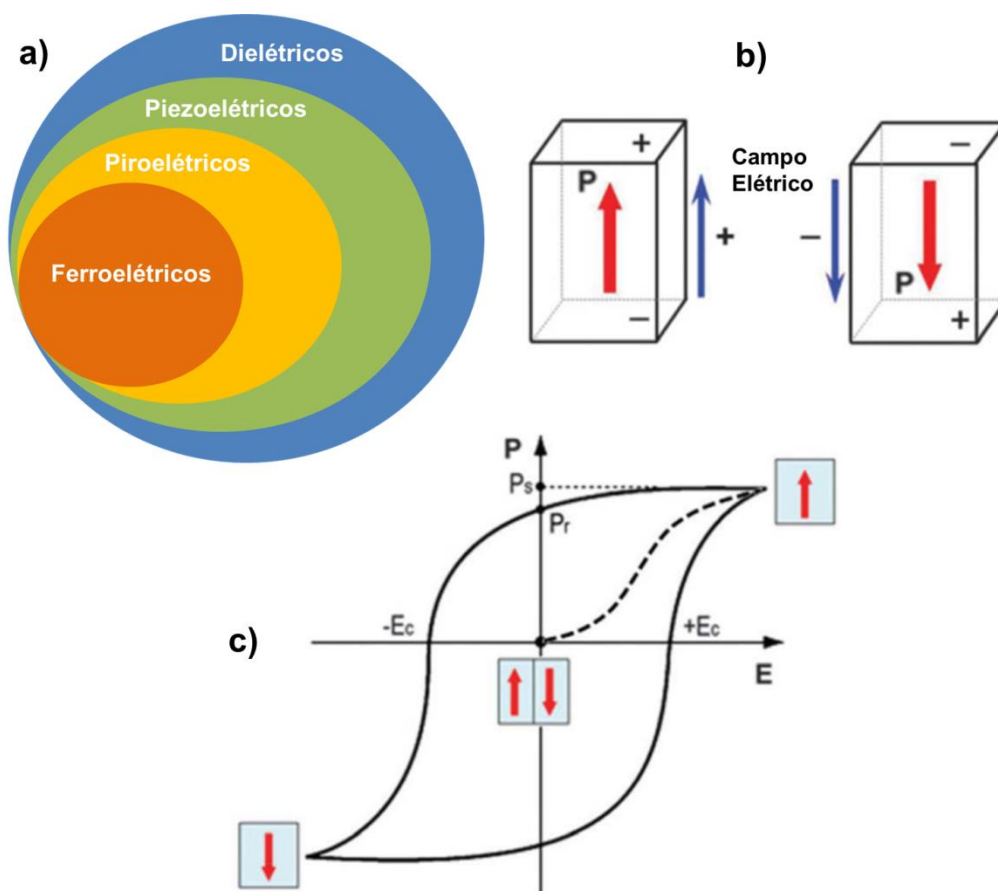 a)
Dielétricos
Piezoelétricos
Piroelétricos
Ferroelétricos
b)
+
P
−
+
Campo
Elétrico
−
−
P
+
c)
P
Ps
Pr
-Ec
+Ec
E